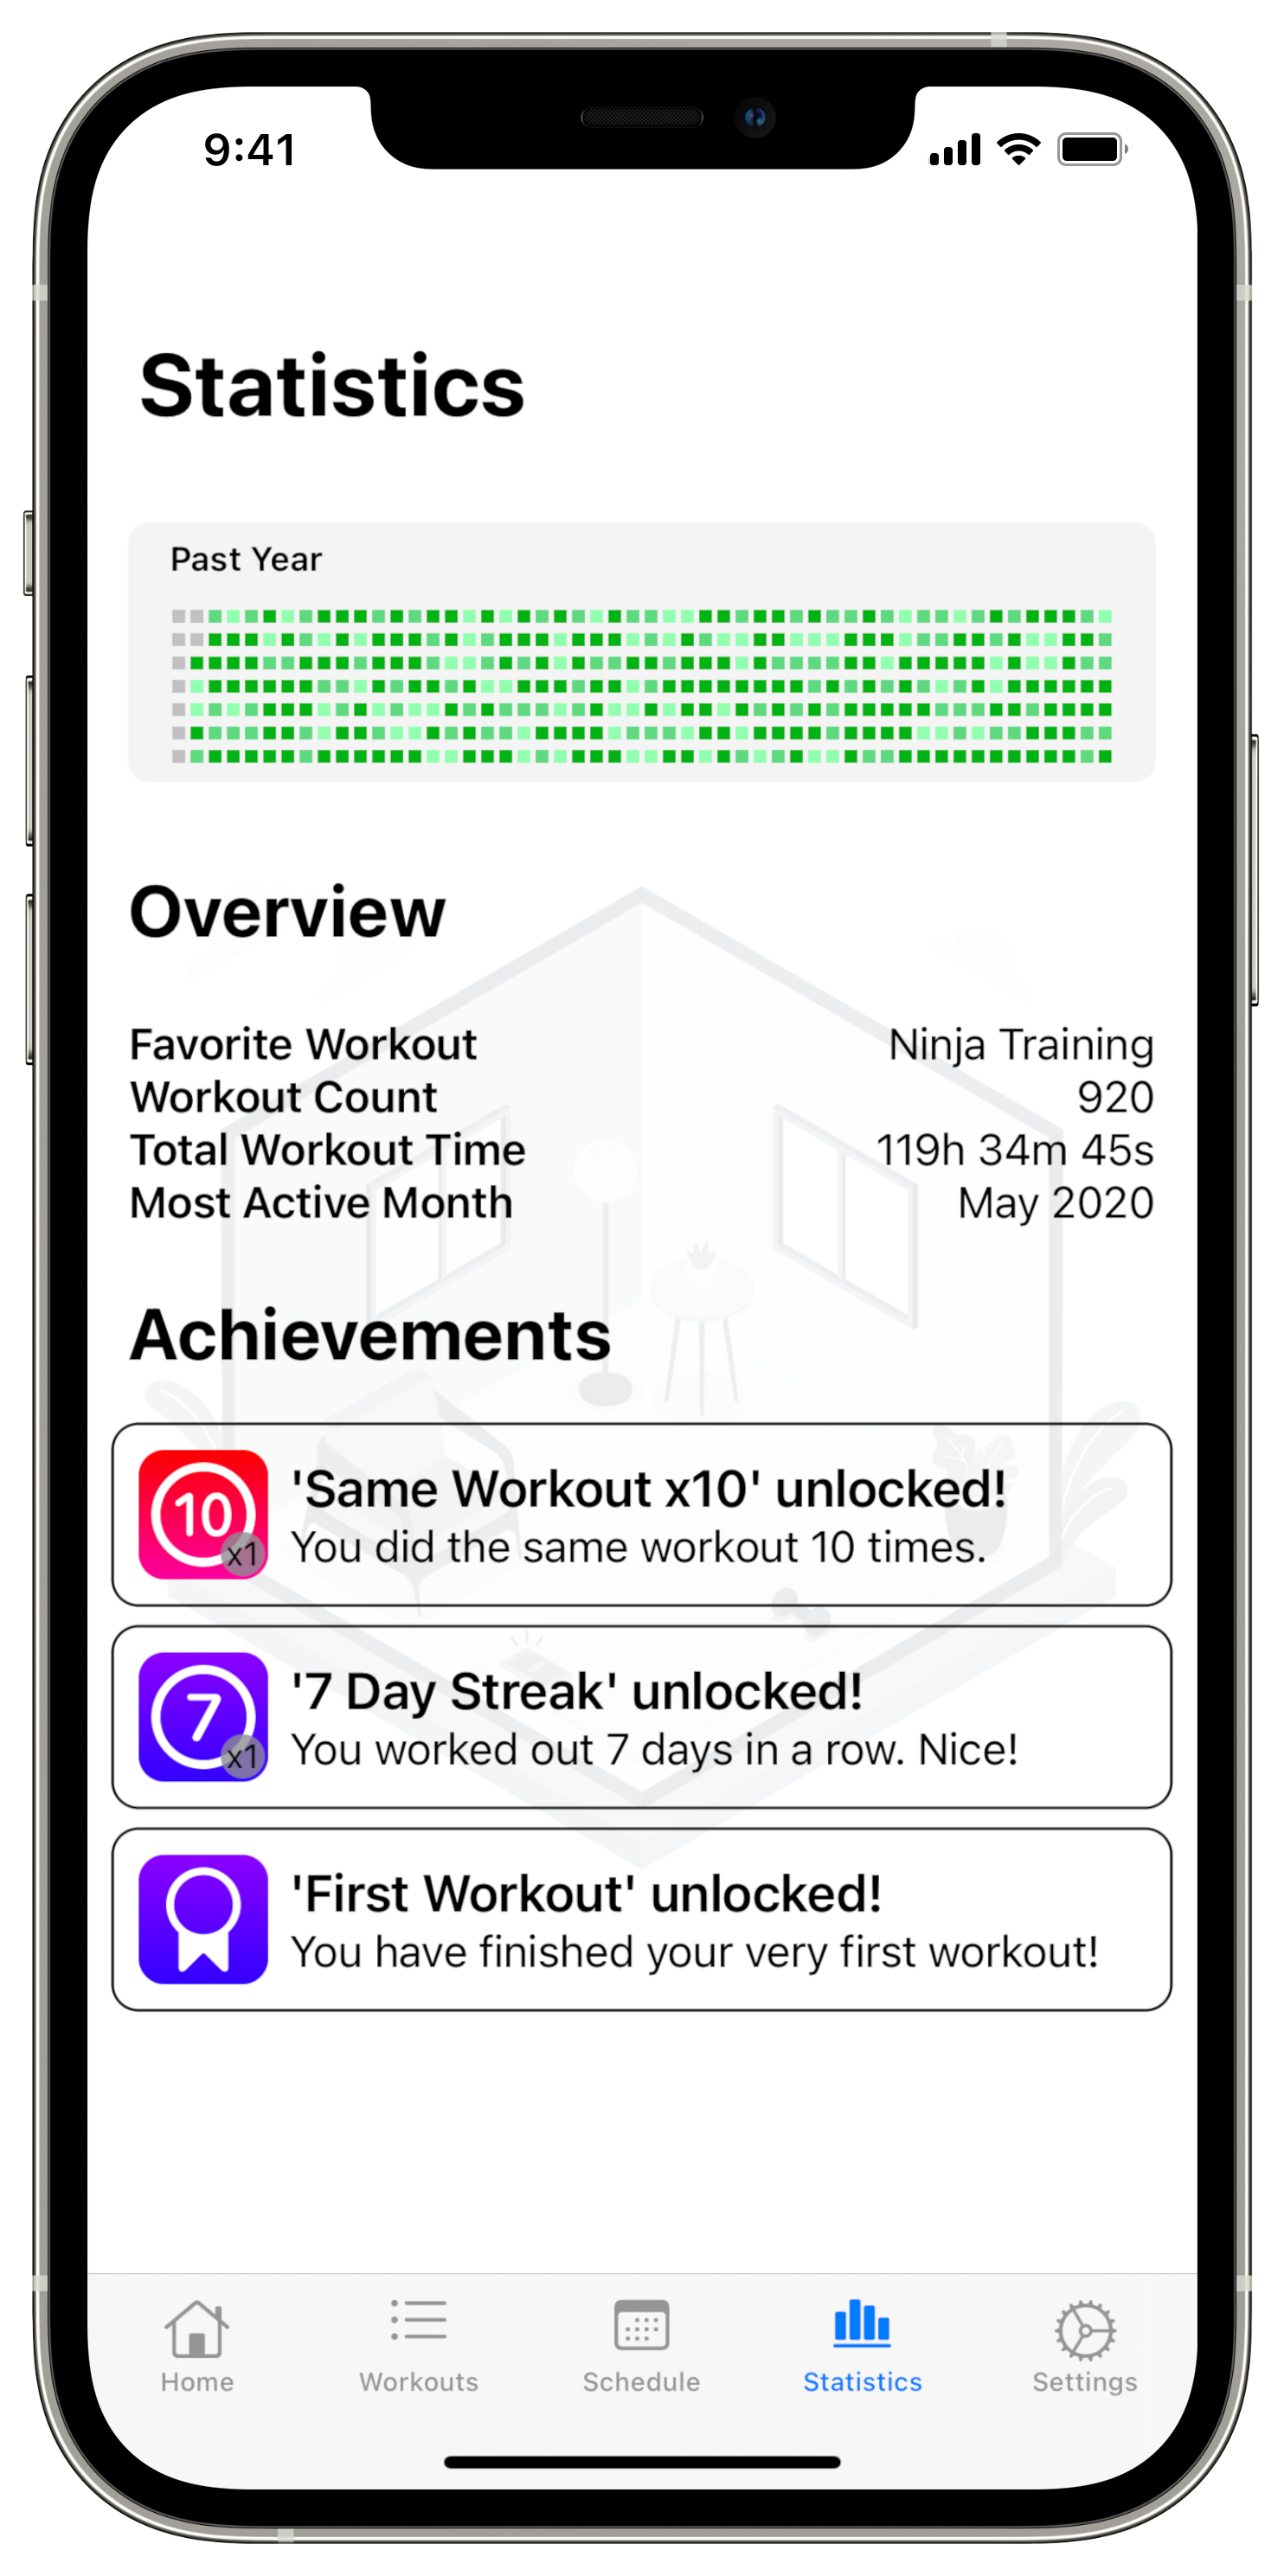 9:41
Statistics
Past Year
Overview
Favorite Workout Ninja Training
Workout Count 920
Total Workout Time 119h 34m 45s
Most Active Month May 2020
Achievements
10
x1
'Same Workout x10' unlocked!
You did the same workout 10 times.
7
x1
'7 Day Streak' unlocked!
You worked out 7 days in a row. Nice!
'First Workout' unlocked!
You have finished your very first workout!
Home Workouts Schedule Statistics Settings